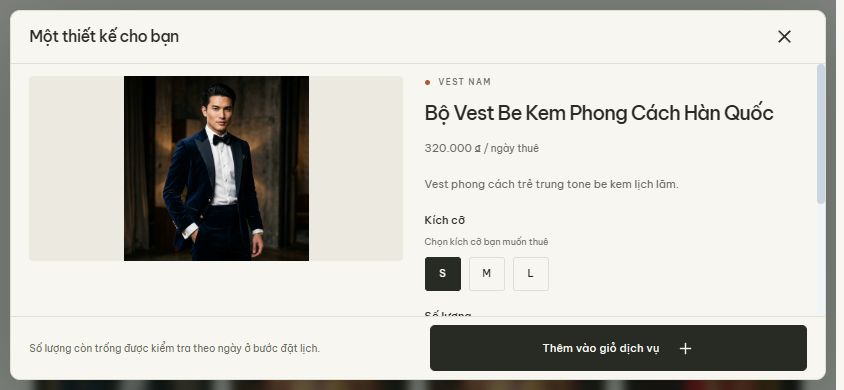 Một thiết kế cho bạn
VEST NAM
Bộ Vest Be Kem Phong Cách Hàn Quốc
320.000 ₫ / ngày thuê
Vest phong cách trẻ trung tone be kem lịch lãm.
Kích cỡ
Chọn kích cỡ bạn muốn thuê
S M L
Số lượng
Số lượng còn trống được kiểm tra theo ngày ở bước đặt lịch.
Thêm vào giỏ dịch vụ +